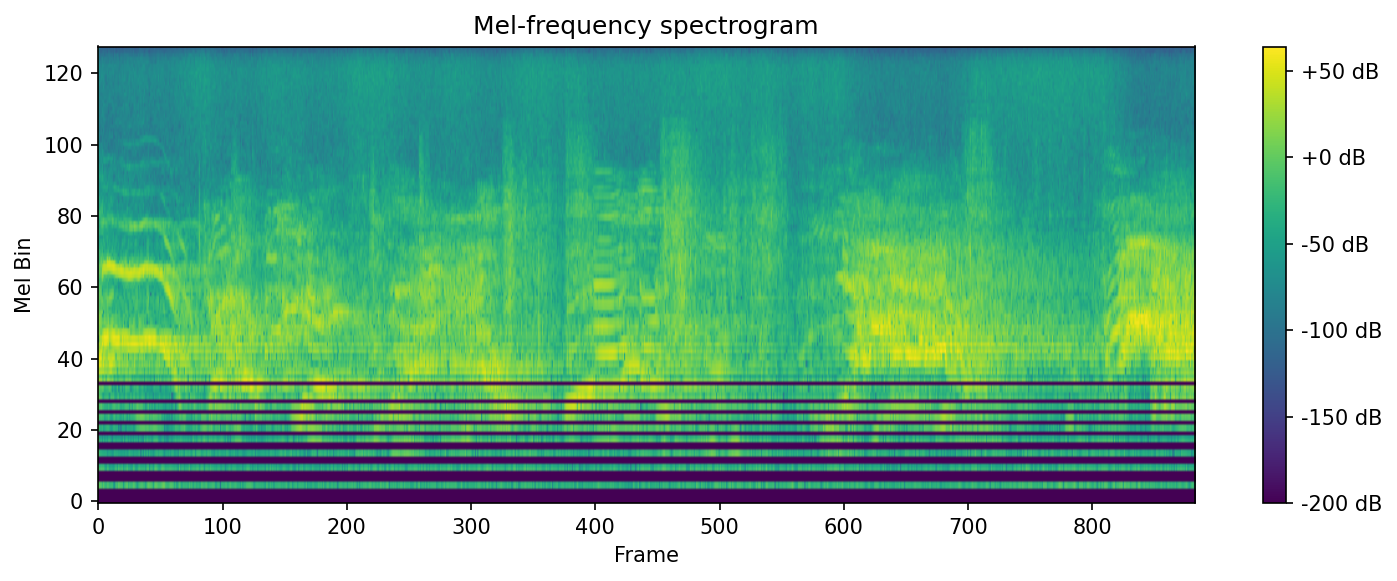 Mel-frequency spectrogram
Mel Bin
120
100
80
60
40
20
0
0 100 200 300 400 500 600 700 800
Frame
+50 dB
+0 dB
-50 dB
-100 dB
-150 dB
-200 dB